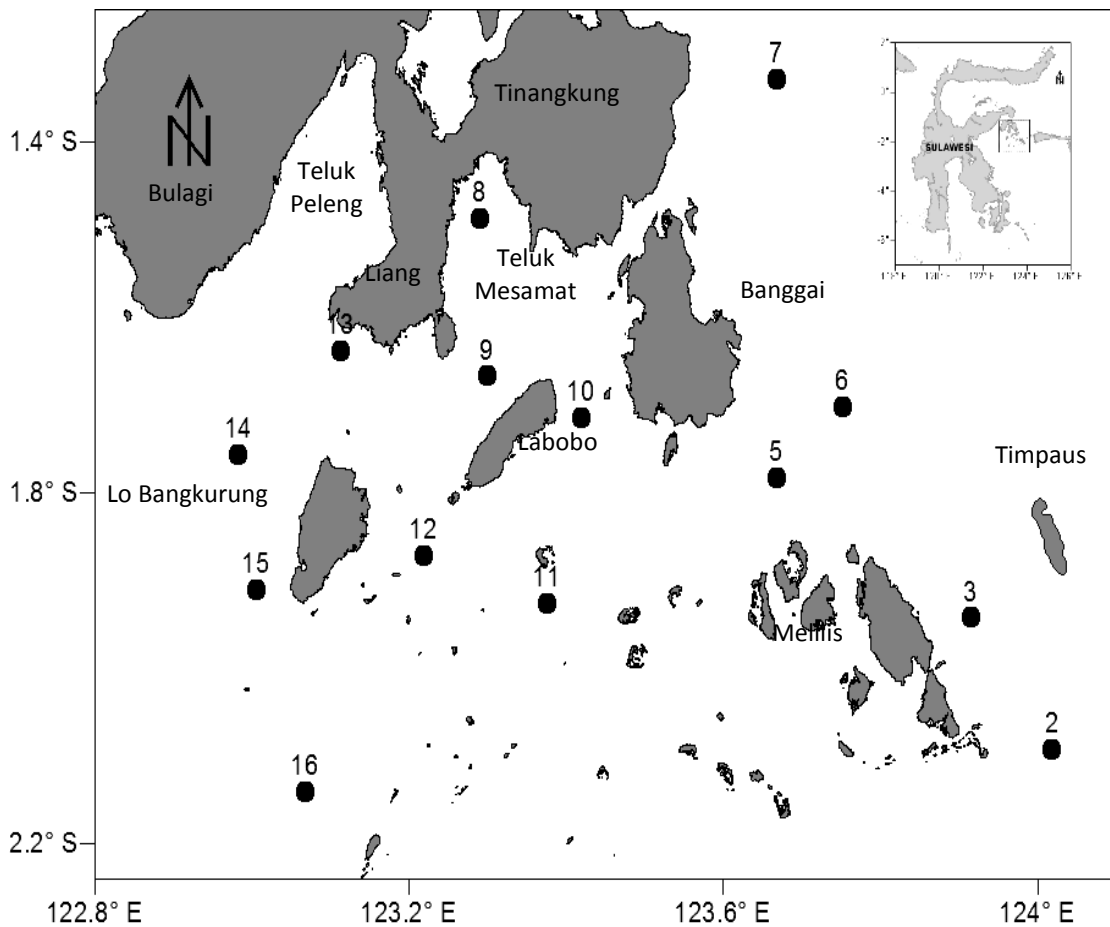 7
Tinangkung
1.4° S
N
Bulagi
Teluk
Peleng
8
Teluk
Mesamat
Liang
Banggai
13
9
10
6
14
Labobo
5
Timpaus
1.8° S
Lo Bangkurung
12
15
11
3
Melilis
2
16
2.2° S
122.8° E
123.2° E
123.6° E
124° E
SULAWESI
N